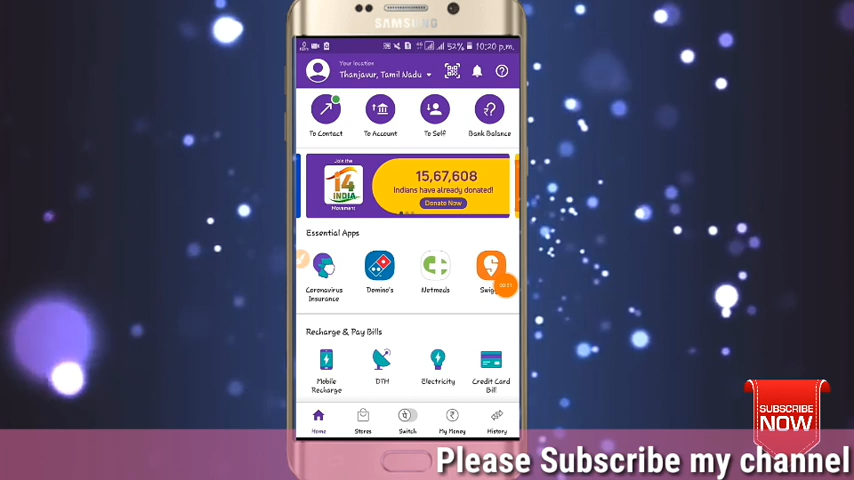 SAMSUNG
52% 10:20 p.m.
Your location
Thanjavur, Tamil Nadu
To Contact
To Account
To Self
Bank Balance
Join the
14
INDIA
Movement
15,67,608
Indians have already donated!
Donate Now
Essential Apps
Coronavirus
Insurance
Domino's
Netmeds
Recharge & Pay Bills
Mobile
Recharge
DTH
Electricity
Credit Card
Bill
Home
Stores
Switch
My Money
History
SUBSCRIBE
NOW
Please Subscribe my channel